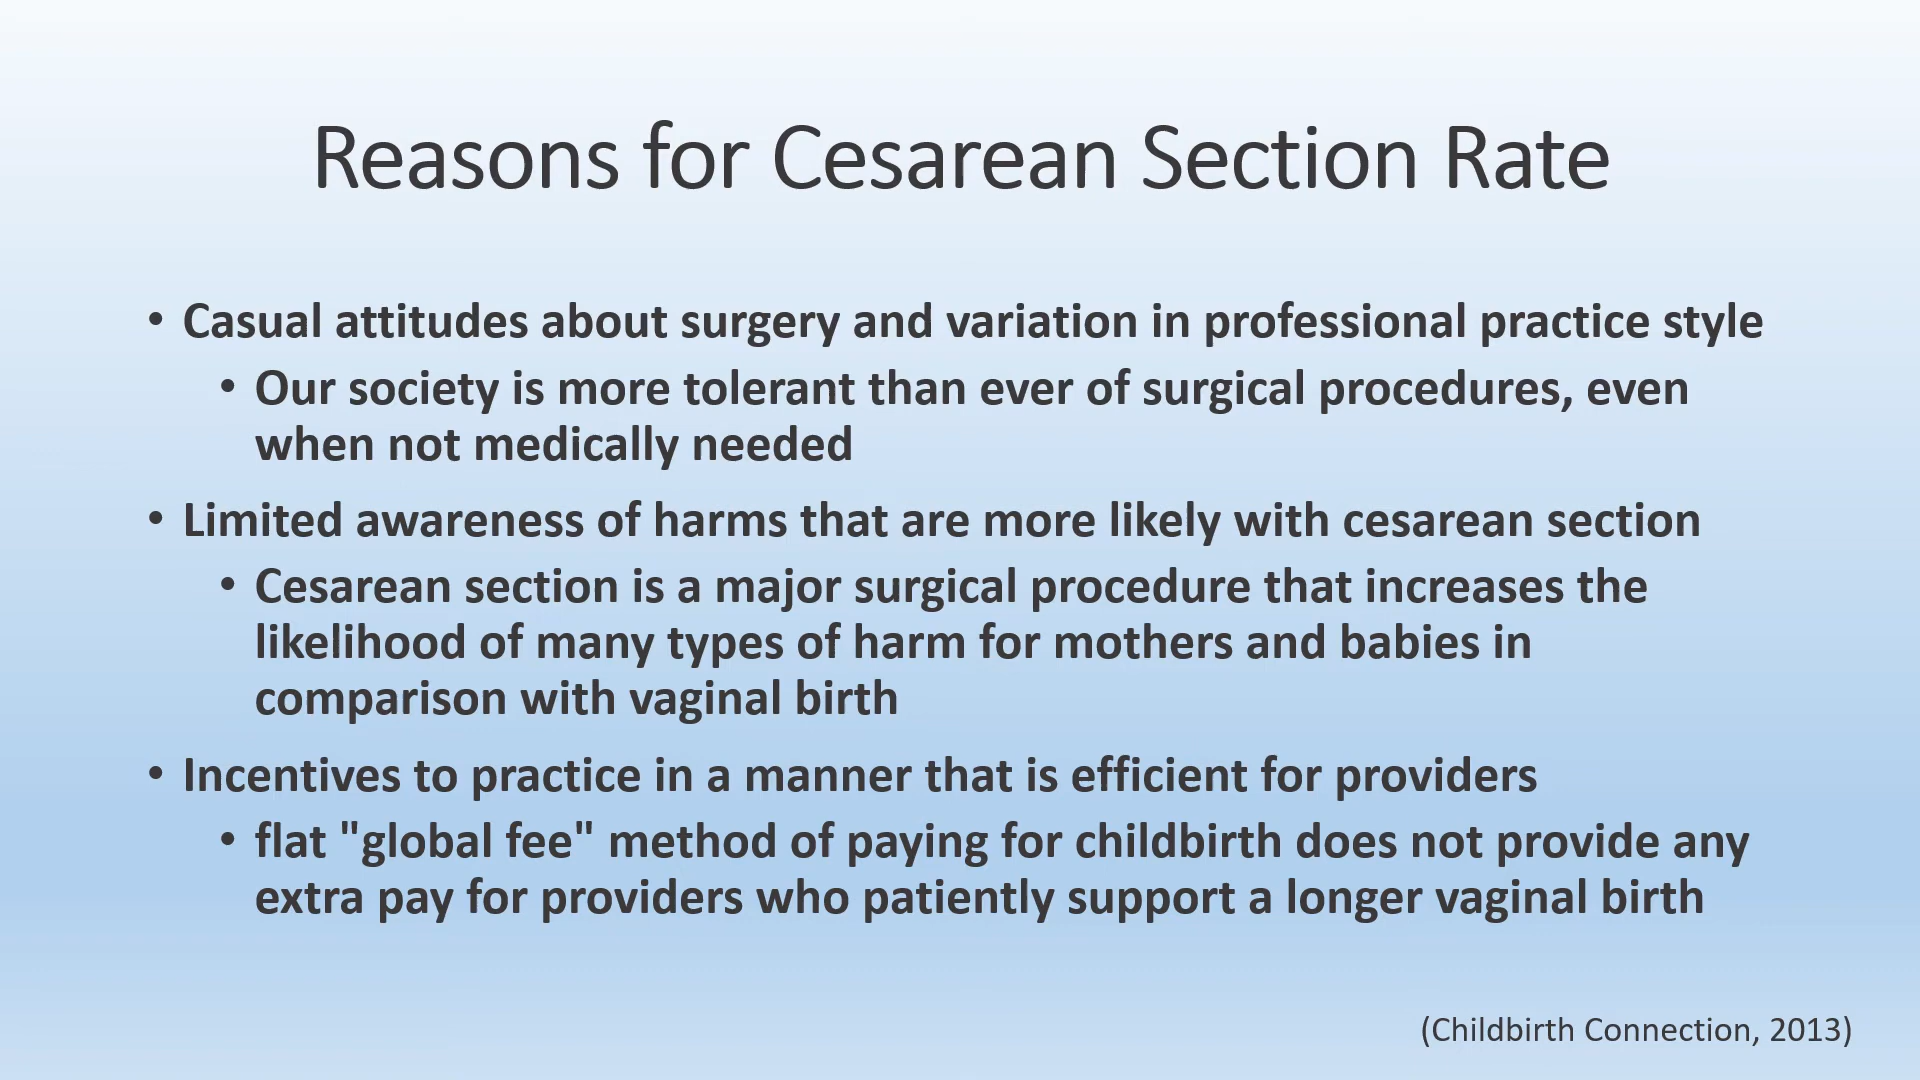 Reasons for Cesarean Section Rate
• Casual attitudes about surgery and variation in professional practice style
• Our society is more tolerant than ever of surgical procedures, even
when not medically needed
• Limited awareness of harms that are more likely with cesarean section
• Cesarean section is a major surgical procedure that increases the
likelihood of many types of harm for mothers and babies in
comparison with vaginal birth
• Incentives to practice in a manner that is efficient for providers
• flat "global fee" method of paying for childbirth does not provide any
extra pay for providers who patiently support a longer vaginal birth
(Childbirth Connection, 2013)